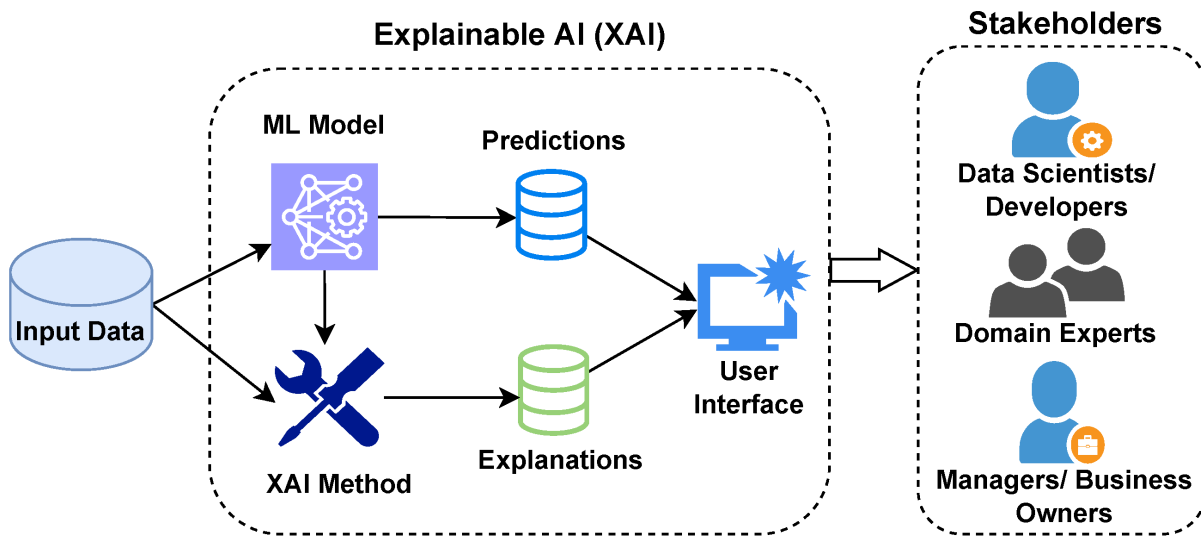 Explainable AI (XAI)
Stakeholders
ML Model
Predictions
Input Data
XAI Method
Explanations
User
Interface
Data Scientists/
Developers
Domain Experts
Managers/ Business
Owners